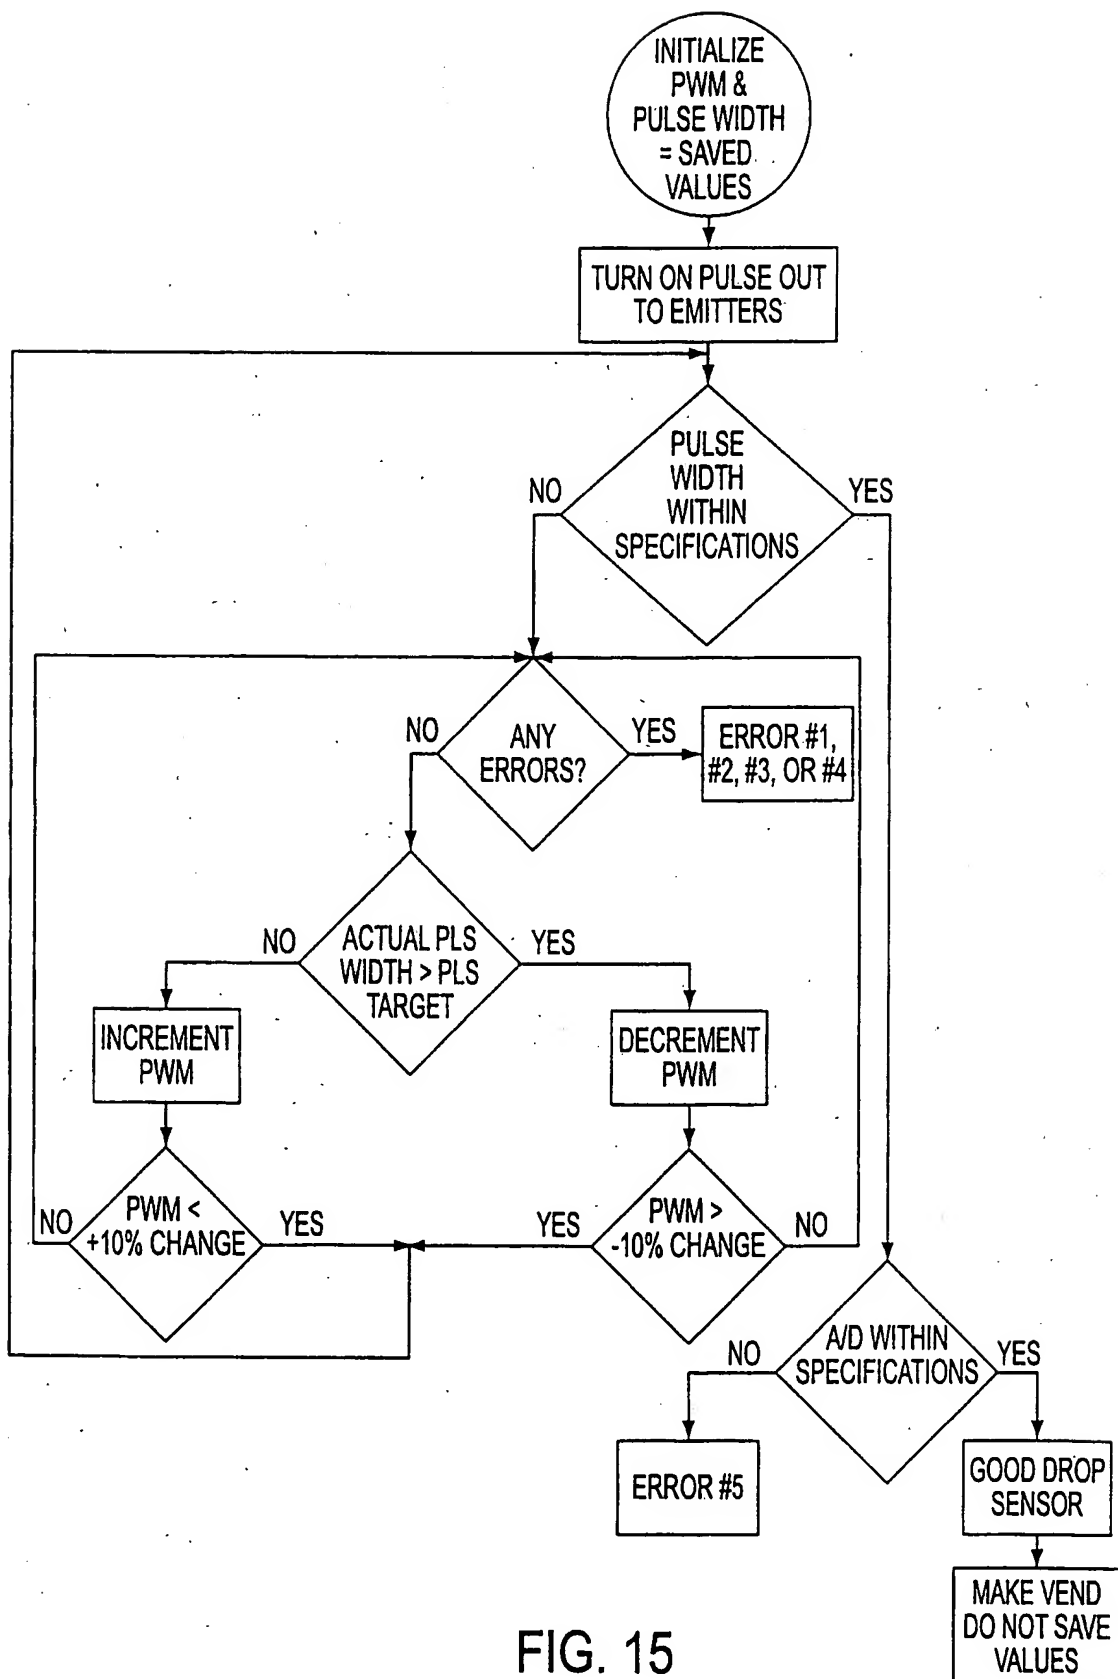 INITIALIZE
PWM &
PULSE WIDTH
= SAVED
VALUES
TURN ON PULSE OUT
TO EMITTERS
PULSE
WIDTH
WITHIN
SPECIFICATIONS
NO
YES
ANY
ERRORS?
NO
YES
ERROR #1,
#2, #3, OR #4
ACTUAL PLS
WIDTH > PLS
TARGET
NO
YES
INCREMENT
PWM
DECREMENT
PWM
PWM <
+10% CHANGE
NO
YES
PWM >
-10% CHANGE
YES
NO
A/D WITHIN
SPECIFICATIONS
NO
YES
ERROR #5
GOOD DROP
SENSOR
MAKE VEND
DO NOT SAVE
VALUES
FIG. 15